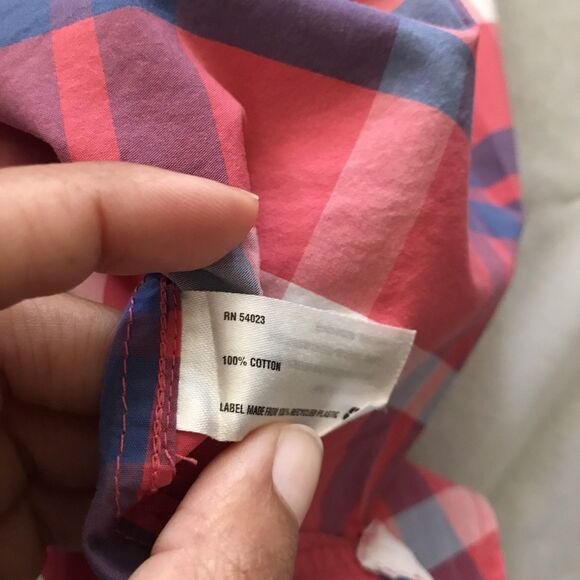 RN 54023
100% COTTON
LABEL MADE FROM 100% RECYCLED PLASTIC